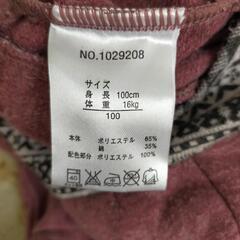 NO.1029208
サイズ
身長 100cm
体重 16kg
100
本体 ポリエステル 65%
綿 35%
配色部分 ポリエステル 100%
40